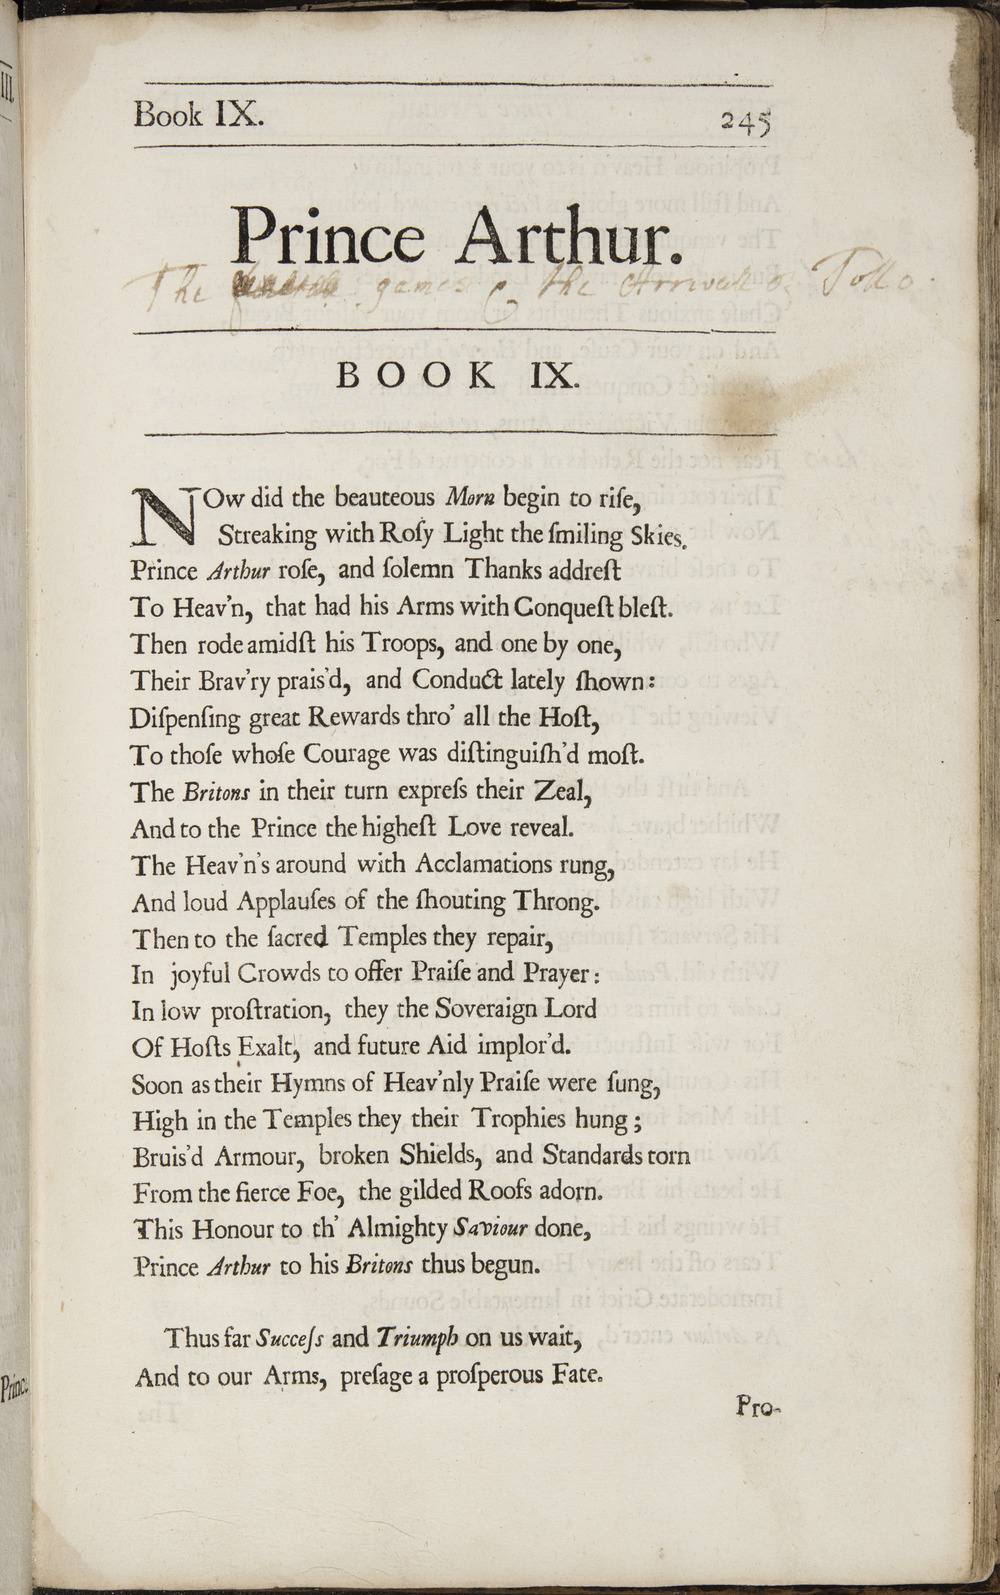 Book IX.
245
Prince Arthur.
The games & the Arrivall of Tollo.
BOOK IX.
NOw did the beauteous Morn begin to riſe,
Streaking with Roſy Light the ſmiling Skies.
Prince Arthur roſe, and ſolemn Thanks addreſt
To Heav'n, that had his Arms with Conqueſt bleſt.
Then rode amidſt his Troops, and one by one,
Their Brav'ry prais'd, and Conduct lately ſhown:
Diſpenſing great Rewards thro' all the Hoſt,
To thoſe whoſe Courage was diſtinguiſh'd moſt.
The Britons in their turn expreſs their Zeal,
And to the Prince the higheſt Love reveal.
The Heav'n's around with Acclamations rung,
And loud Applauſes of the ſhouting Throng.
Then to the ſacred Temples they repair,
In joyful Crowds to offer Praiſe and Prayer:
In low proſtration, they the Soveraign Lord
Of Hoſts Exalt, and future Aid implor'd.
Soon as their Hymns of Heav'nly Praiſe were ſung,
High in the Temples they their Trophies hung;
Bruis'd Armour, broken Shields, and Standards torn
From the fierce Foe, the gilded Roofs adorn.
This Honour to th' Almighty Saviour done,
Prince Arthur to his Britons thus begun.
Thus far Succeſs and Triumph on us wait,
And to our Arms, preſage a proſperous Fate.
Pro-
III.
Princ